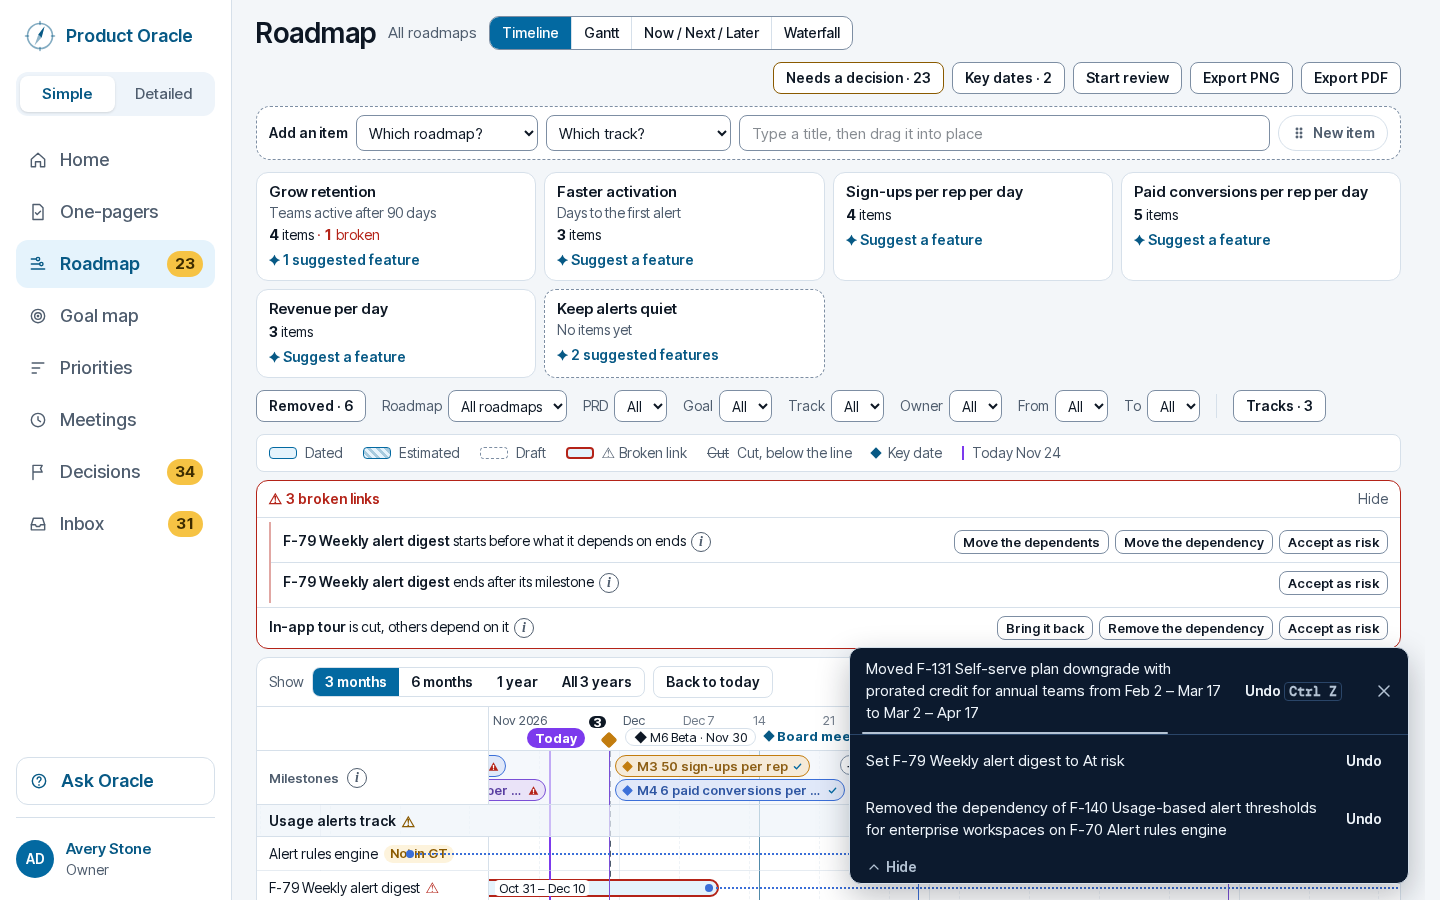 Product Oracle
Simple
Detailed
Home
One-pagers
Roadmap 23
Goal map
Priorities
Meetings
Decisions 34
Inbox 31
Ask Oracle
AD
Avery Stone
Owner
Roadmap All roadmaps Timeline Gantt Now / Next / Later Waterfall
Needs a decision · 23 Key dates · 2 Start review Export PNG Export PDF
Add an item Which roadmap? Which track? Type a title, then drag it into place New item
Grow retention
Teams active after 90 days
4 items · 1 broken
1 suggested feature
Faster activation
Days to the first alert
3 items
Suggest a feature
Sign-ups per rep per day
4 items
Suggest a feature
Paid conversions per rep per day
5 items
Suggest a feature
Revenue per day
3 items
Suggest a feature
Keep alerts quiet
No items yet
2 suggested features
Removed · 6 Roadmap All roadmaps PRD All Goal All Track All Owner All From All To All Tracks · 3
Dated Estimated Draft ⚠ Broken link Cut Cut, below the line Key date Today Nov 24
⚠ 3 broken links Hide
F-79 Weekly alert digest starts before what it depends on ends i Move the dependents Move the dependency Accept as risk
F-79 Weekly alert digest ends after its milestone i Accept as risk
In-app tour is cut, others depend on it i Bring it back Remove the dependency Accept as risk
Show 3 months 6 months 1 year All 3 years Back to today
Nov 2026 3 Dec Dec 7 14 21
Today M6 Beta · Nov 30 Board mee
Milestones i
M3 50 sign-ups per rep
per ... M4 6 paid conversions per ...
Usage alerts track ⚠
Alert rules engine No in GT
F-79 Weekly alert digest ⚠ Oct 31 – Dec 10
Moved F-131 Self-serve plan downgrade with
prorated credit for annual teams from Feb 2 – Mar 17
to Mar 2 – Apr 17
Undo Ctrl Z
Set F-79 Weekly alert digest to At risk Undo
Removed the dependency of F-140 Usage-based alert thresholds
for enterprise workspaces on F-70 Alert rules engine
Undo
Hide